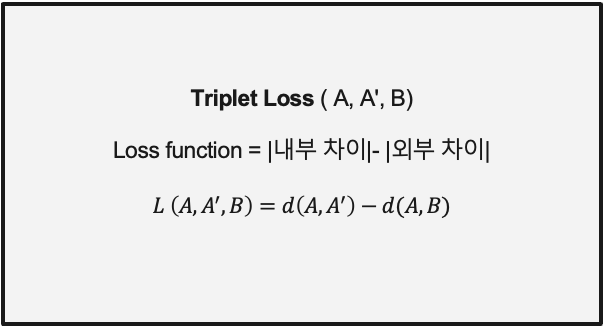 Triplet Loss ( A, A', B)
Loss function = |내부 차이|- |외부 차이|
L (A, A′, B) = d(A, A′) − d(A, B)